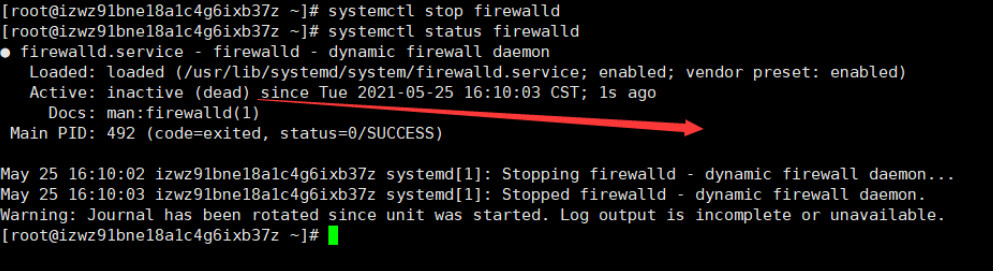 [root@izwz91bne18a1c4g6ixb37z ~]# systemctl stop firewalld
[root@izwz91bne18a1c4g6ixb37z ~]# systemctl status firewalld
● firewalld.service - firewalld - dynamic firewall daemon
   Loaded: loaded (/usr/lib/systemd/system/firewalld.service; enabled; vendor preset: enabled)
   Active: inactive (dead) since Tue 2021-05-25 16:10:03 CST; 1s ago
     Docs: man:firewalld(1)
 Main PID: 492 (code=exited, status=0/SUCCESS)

May 25 16:10:02 izwz91bne18a1c4g6ixb37z systemd[1]: Stopping firewalld - dynamic firewall daemon...
May 25 16:10:03 izwz91bne18a1c4g6ixb37z systemd[1]: Stopped firewalld - dynamic firewall daemon.
Warning: Journal has been rotated since unit was started. Log output is incomplete or unavailable.
[root@izwz91bne18a1c4g6ixb37z ~]#